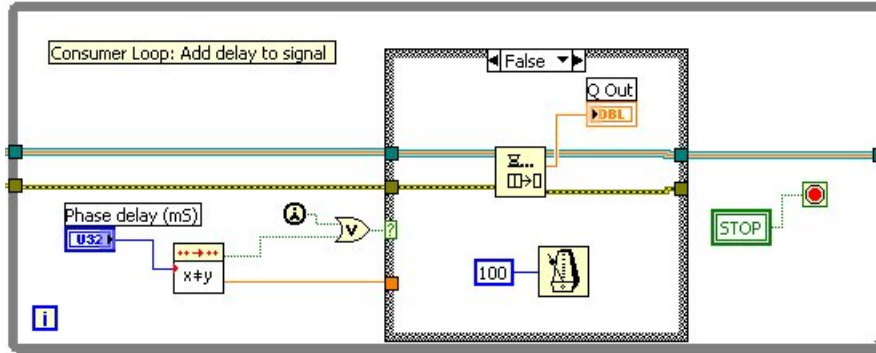 Consumer Loop: Add delay to signal
False
Q Out
DBL
Phase delay (mS)
U32
x≠y
V
?
STOP
100
i